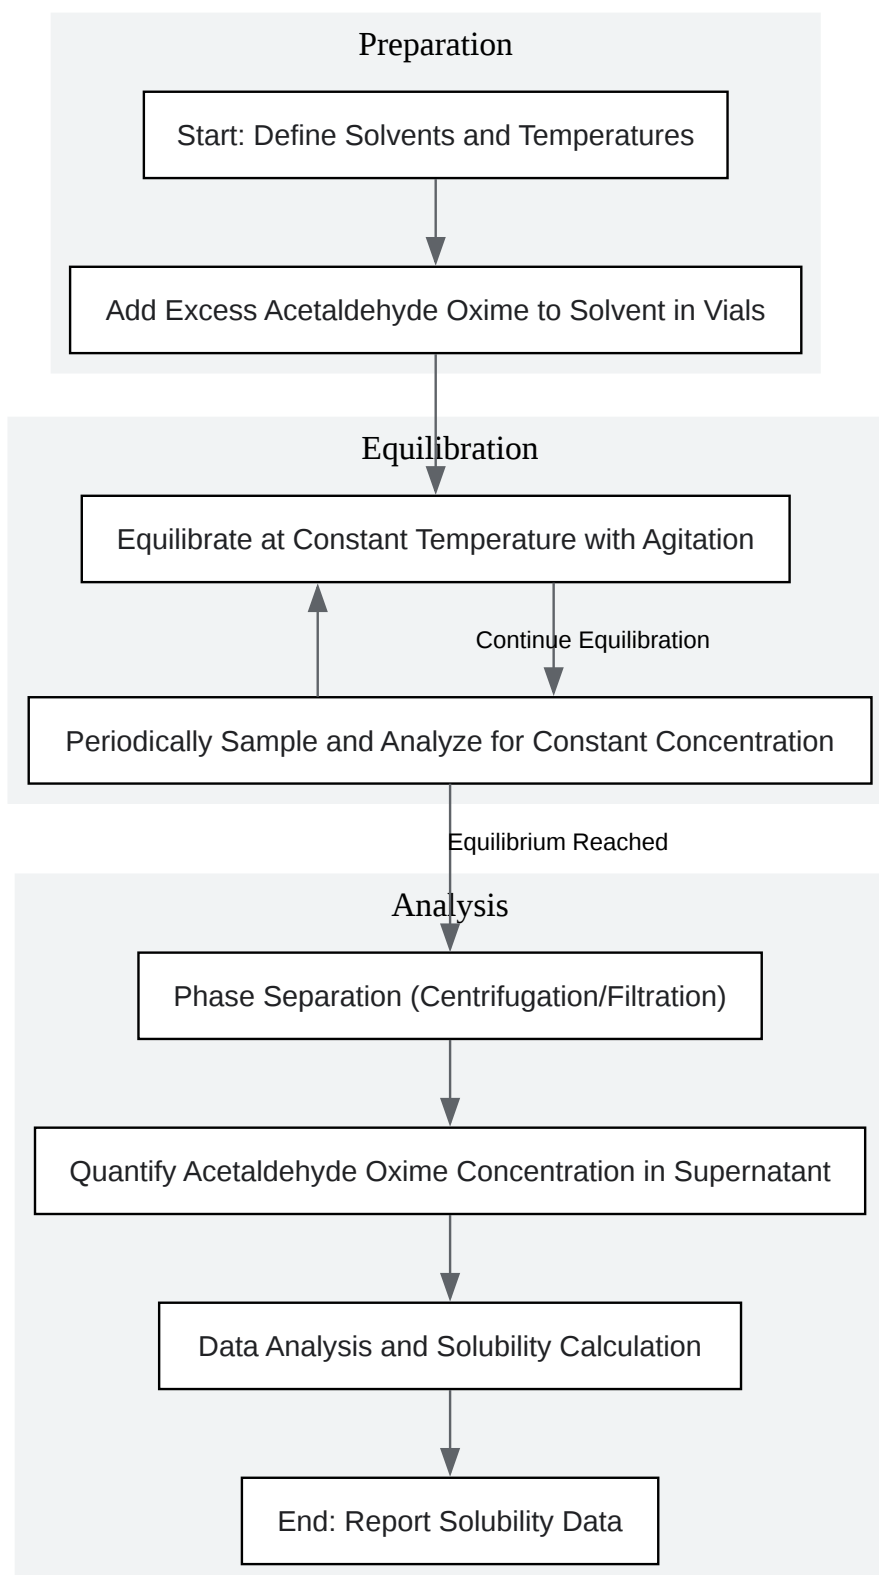 Preparation
Start: Define Solvents and Temperatures
Add Excess Acetaldehyde Oxime to Solvent in Vials
Equilibration
Equilibrate at Constant Temperature with Agitation
Continue Equilibration
Periodically Sample and Analyze for Constant Concentration
Equilibrium Reached
Analysis
Phase Separation (Centrifugation/Filtration)
Quantify Acetaldehyde Oxime Concentration in Supernatant
Data Analysis and Solubility Calculation
End: Report Solubility Data